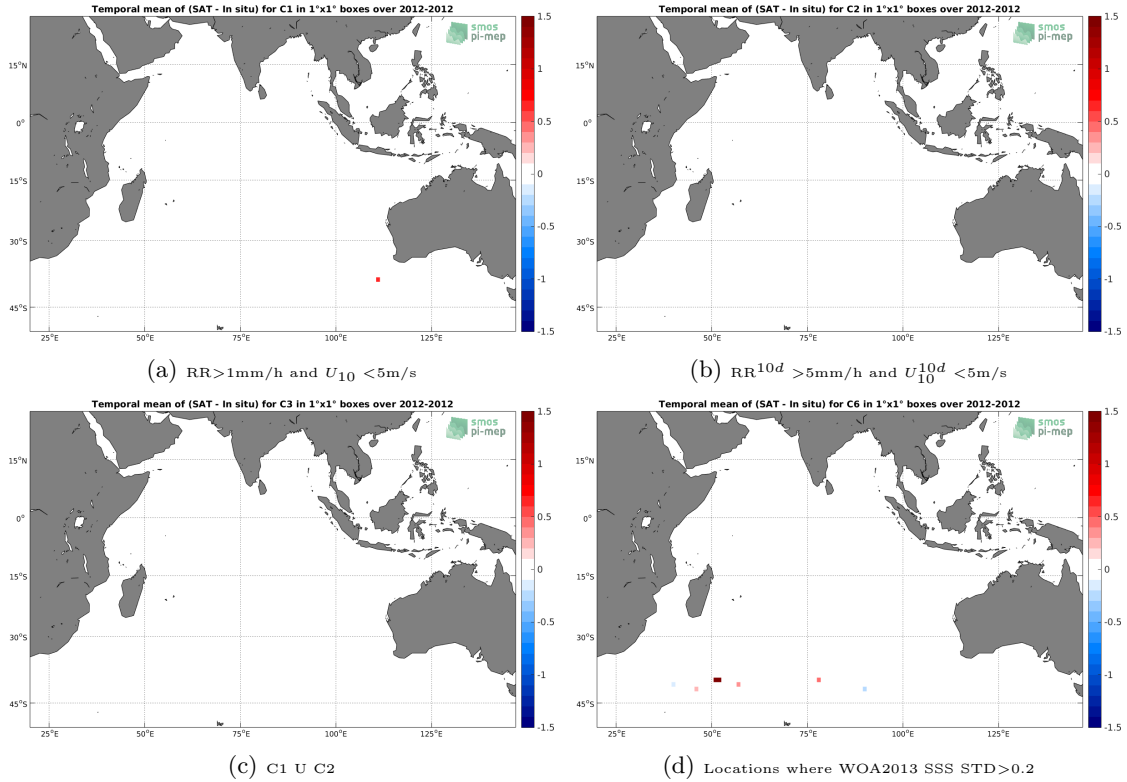 Temporal mean of (SAT - In situ) for C1 in 1°x1° boxes over 2012-2012
smos
pi-mep
15°N
0°
15°S
30°S
45°S
25°E 50°E 75°E 100°E 125°E
1.5
1
0.5
0
-0.5
-1
-1.5
(a) RR>1mm/h and U10 <5m/s
Temporal mean of (SAT - In situ) for C2 in 1°x1° boxes over 2012-2012
smos
pi-mep
15°N
0°
15°S
30°S
45°S
25°E 50°E 75°E 100°E 125°E
1.5
1
0.5
0
-0.5
-1
-1.5
(b) RR10d >5mm/h and U10d10 <5m/s
Temporal mean of (SAT - In situ) for C3 in 1°x1° boxes over 2012-2012
smos
pi-mep
15°N
0°
15°S
30°S
45°S
25°E 50°E 75°E 100°E 125°E
1.5
1
0.5
0
-0.5
-1
-1.5
(c) C1 U C2
Temporal mean of (SAT - In situ) for C6 in 1°x1° boxes over 2012-2012
smos
pi-mep
15°N
0°
15°S
30°S
45°S
25°E 50°E 75°E 100°E 125°E
1.5
1
0.5
0
-0.5
-1
-1.5
(d) Locations where WOA2013 SSS STD>0.2